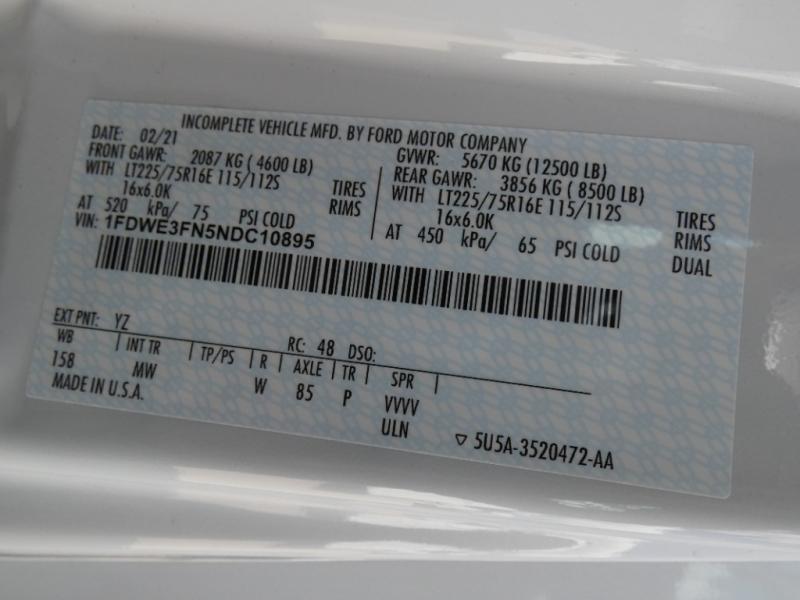 INCOMPLETE VEHICLE MFD. BY FORD MOTOR COMPANY
DATE: 02/21
GVWR: 5670 KG (12500 LB)
FRONT GAWR: 2087 KG ( 4600 LB)
WITH LT225/75R16E 115/112S TIRES
16x6.0K RIMS
AT 520 kPa/ 75 PSI COLD
REAR GAWR: 3856 KG ( 8500 LB)
WITH LT225/75R16E 115/112S TIRES
16x6.0K RIMS
AT 450 kPa/ 65 PSI COLD DUAL
VIN: 1FDWE3FN5NDC10895
EXT PNT: YZ RC: 48 DSO:
WB INT TR TP/PS R AXLE TR SPR
158 MW W 85 P VVVV
MADE IN U.S.A. ULN
▽ 5U5A-3520472-AA